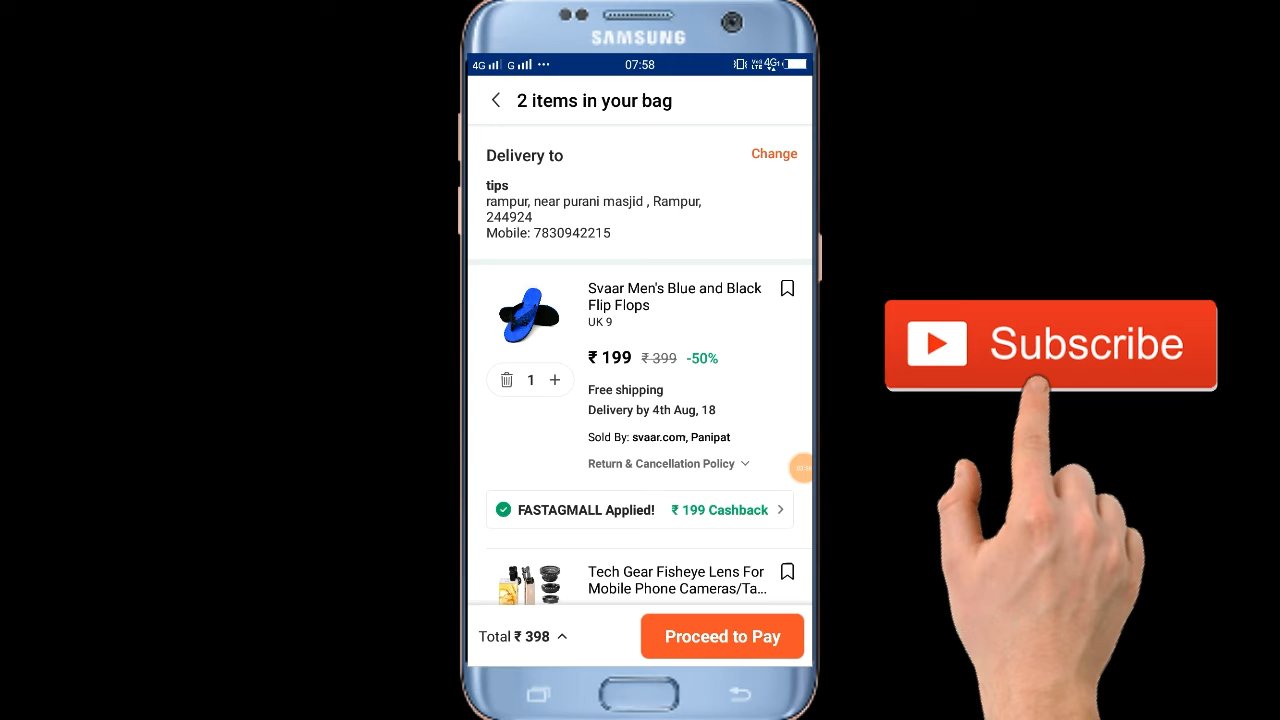 SAMSUNG
4G G ... 07:58 4G
2 items in your bag
Delivery to Change
tips
rampur, near purani masjid , Rampur,
244924
Mobile: 7830942215
Svaar Men's Blue and Black
Flip Flops
UK 9
₹ 199 ₹ 399 -50%
1 +
Free shipping
Delivery by 4th Aug, 18
Sold By: svaar.com, Panipat
Return & Cancellation Policy
FASTAGMALL Applied! ₹ 199 Cashback
Tech Gear Fisheye Lens For
Mobile Phone Cameras/Ta...
Total ₹ 398 Proceed to Pay
Subscribe